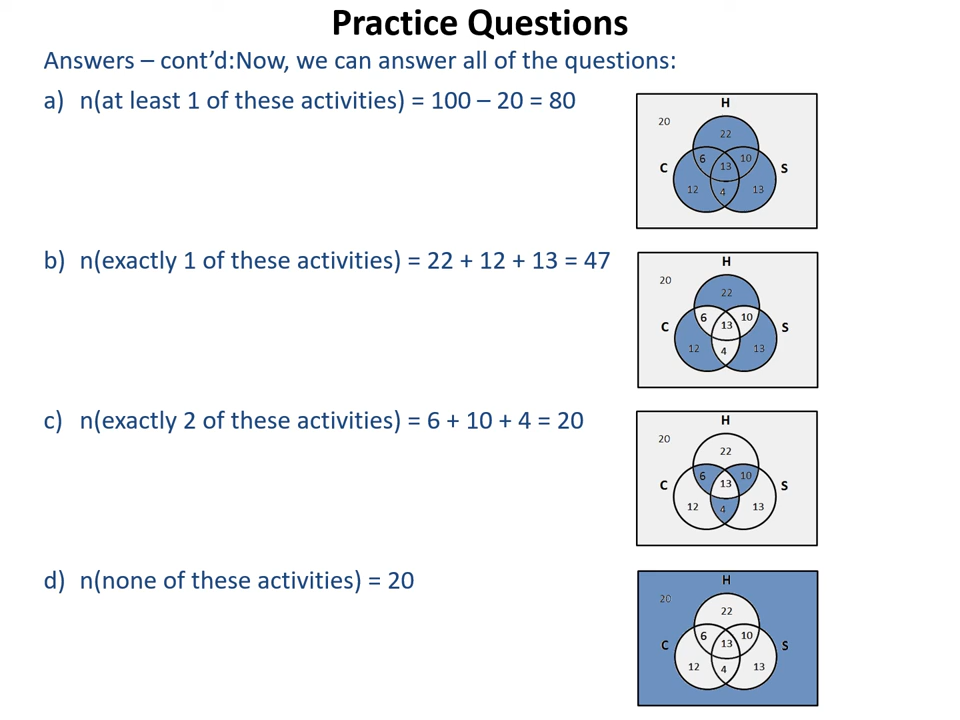 Practice Questions
Answers – cont’d:Now, we can answer all of the questions:
a) n(at least 1 of these activities) = 100 – 20 = 80
H
20
22
6
10
13
C
S
12
4
13
b) n(exactly 1 of these activities) = 22 + 12 + 13 = 47
H
20
22
6
10
13
C
S
12
4
13
c) n(exactly 2 of these activities) = 6 + 10 + 4 = 20
H
20
22
6
10
13
C
S
12
4
13
d) n(none of these activities) = 20
H
20
22
6
10
13
C
S
12
4
13